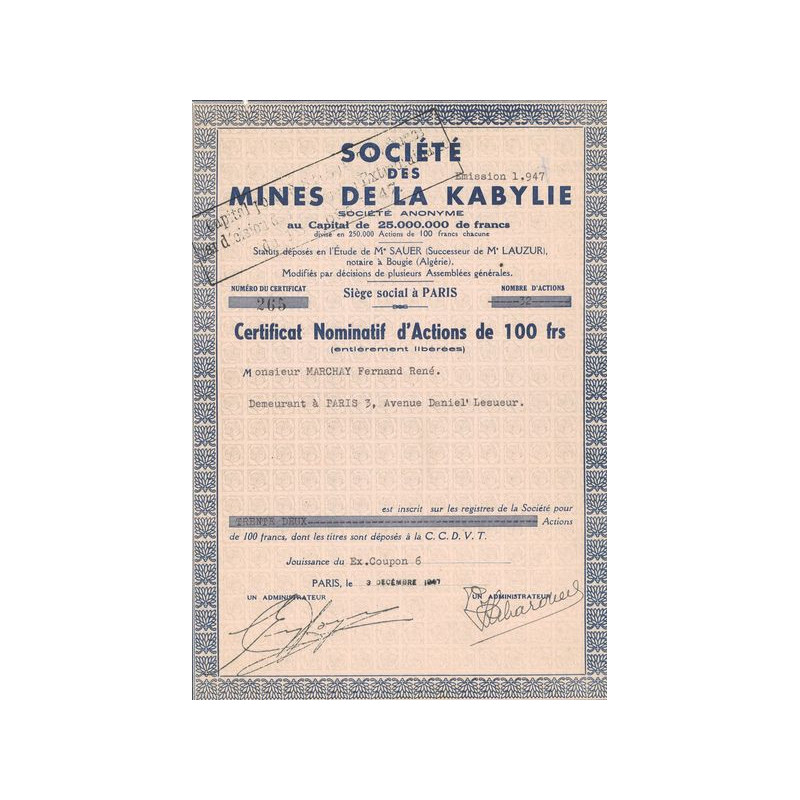 SOCIÉTÉ
DES
Emission 1.947
MINES DE LA KABYLIE
SOCIÉTÉ ANONYME
au Capital de 25.000.000 de francs
divisé en 250.000 Actions de 100 francs chacune
Statuts déposés en l'Étude de Me SAUER (Successeur de Me LAUZUR),
notaire à Bougie (Algérie).
Modifiés par décisions de plusieurs Assemblées générales.
NUMÉRO DU CERTIFICAT
265
Siège social à PARIS
NOMBRE D'ACTIONS
32
Certificat Nominatif d'Actions de 100 frs
(entièrement libérées)
Monsieur MARCHAY Fernand René.
Demeurant à PARIS 3, Avenue Daniel Lesueur.
est inscrit sur les registres de la Société pour
TRENTE DEUX Actions
de 100 francs, dont les titres sont déposés à la C. C. D. V. T.
Jouissance du Ex.Coupon 6
PARIS, le 3 DÉCEMBRE 1947
UN ADMINISTRATEUR
UN ADMINISTRATEUR
Capital